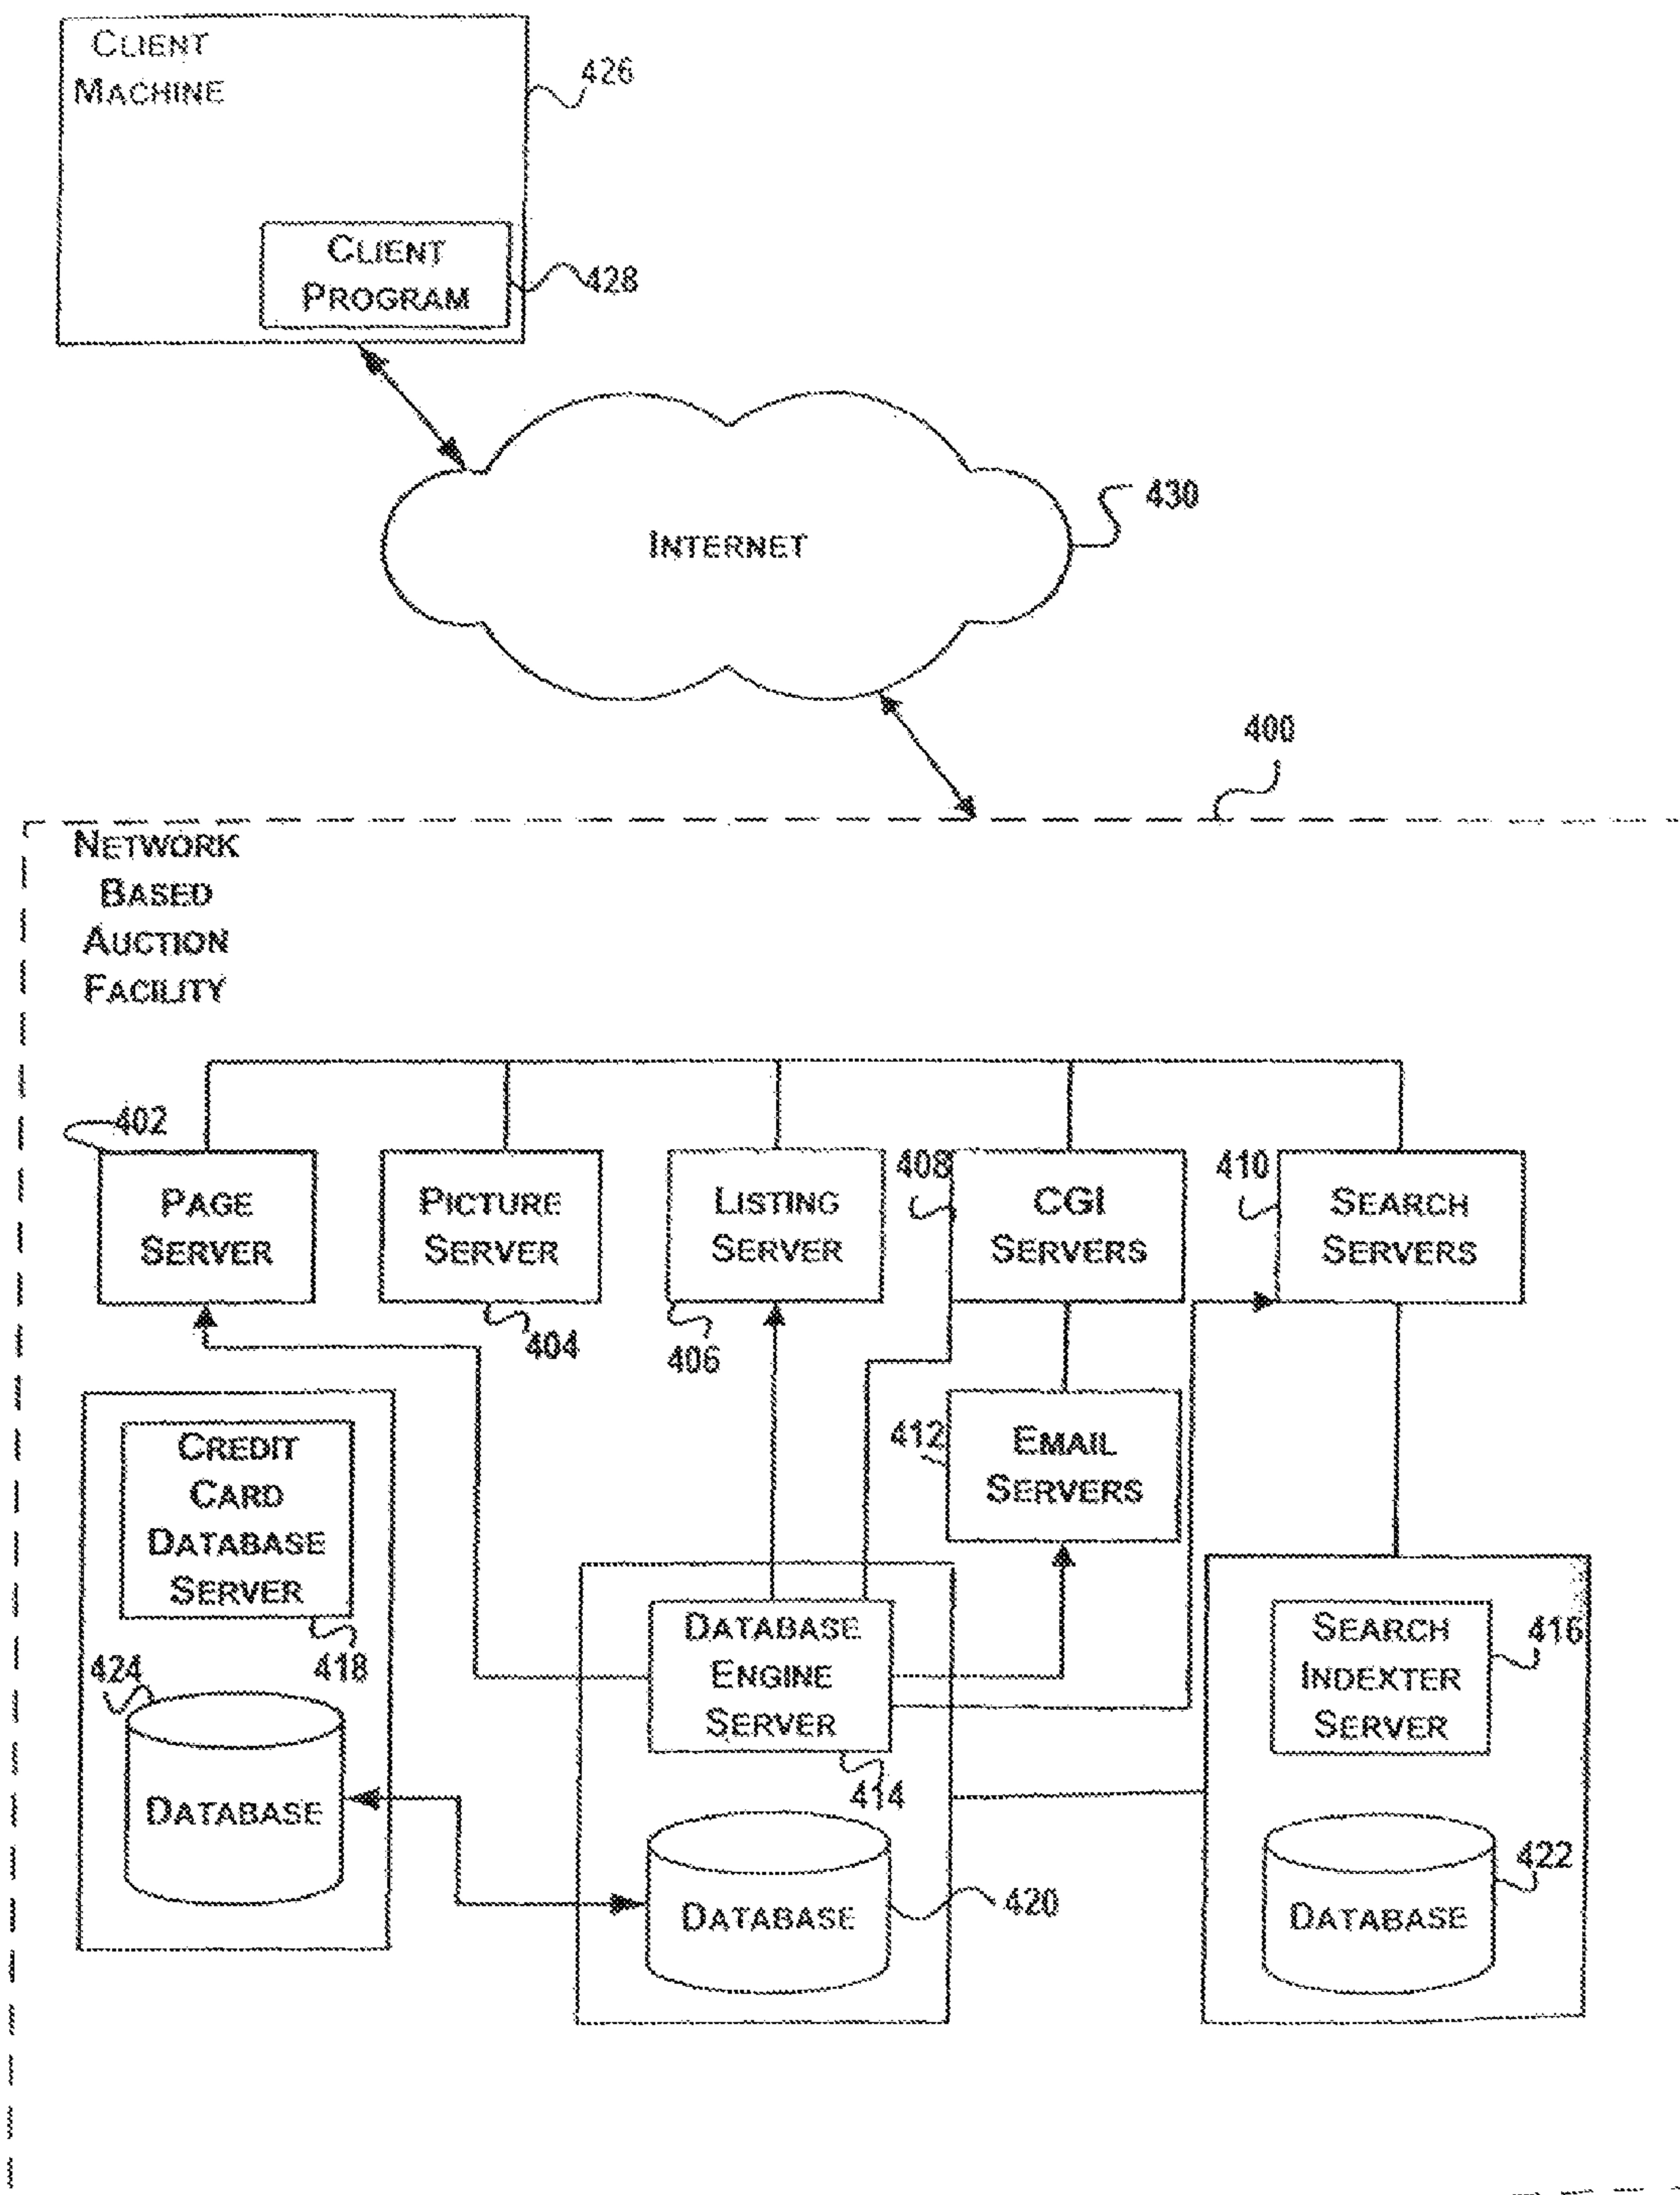 CLIENT
MACHINE
426
CLIENT
PROGRAM
428
INTERNET
430
400
NETWORK
BASED
AUCTION
FACILITY
402
PAGE
SERVER
PICTURE
SERVER
404
LISTING
SERVER
406
408
CGI
SERVERS
410
SEARCH
SERVERS
412
EMAIL
SERVERS
CREDIT
CARD
DATABASE
SERVER
418
424
DATABASE
DATABASE
ENGINE
SERVER
414
DATABASE
420
SEARCH
INDEXTER
SERVER
416
DATABASE
422